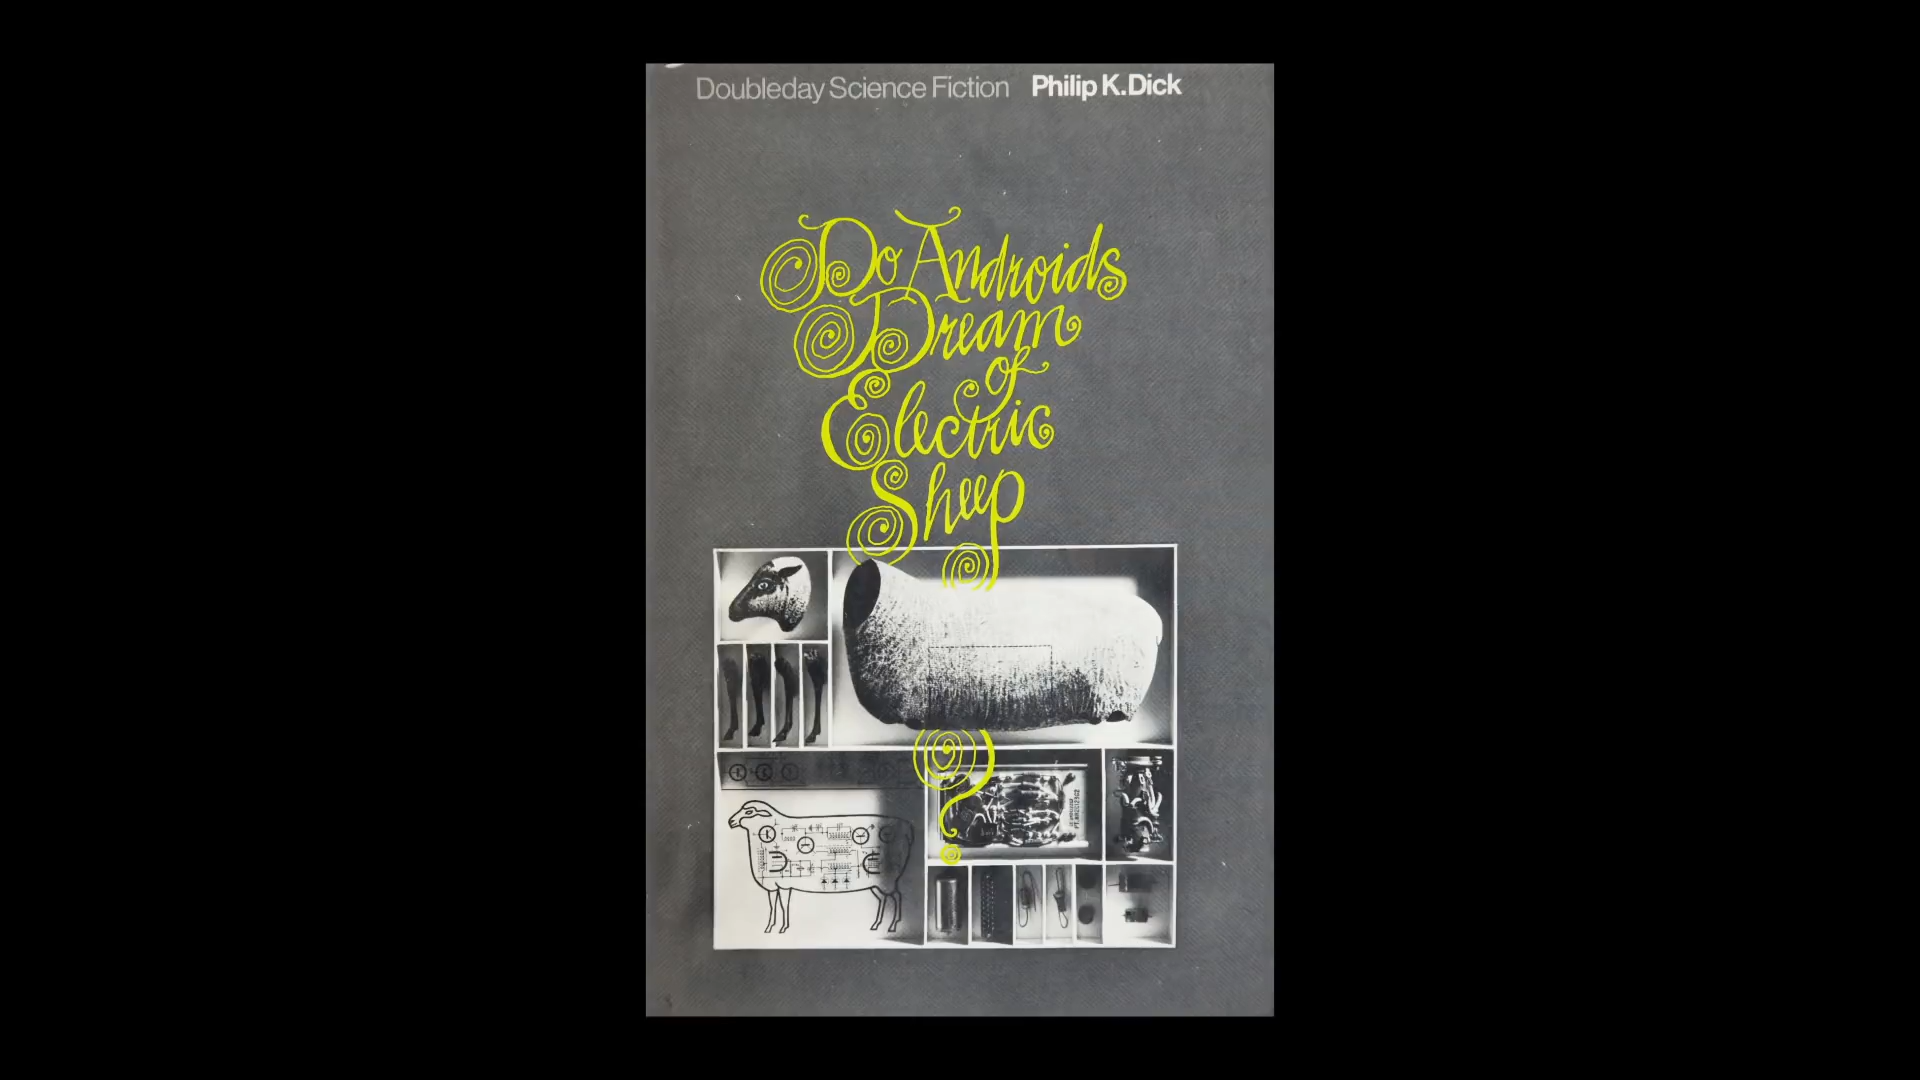 Doubleday Science Fiction Philip K. Dick
Do Androids
Dream
of
Electric
Sheep
?